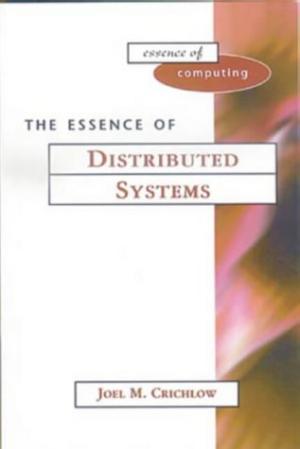 essence of
computing
THE ESSENCE OF
DISTRIBUTED
SYSTEMS
JOEL M. CRICHLOW